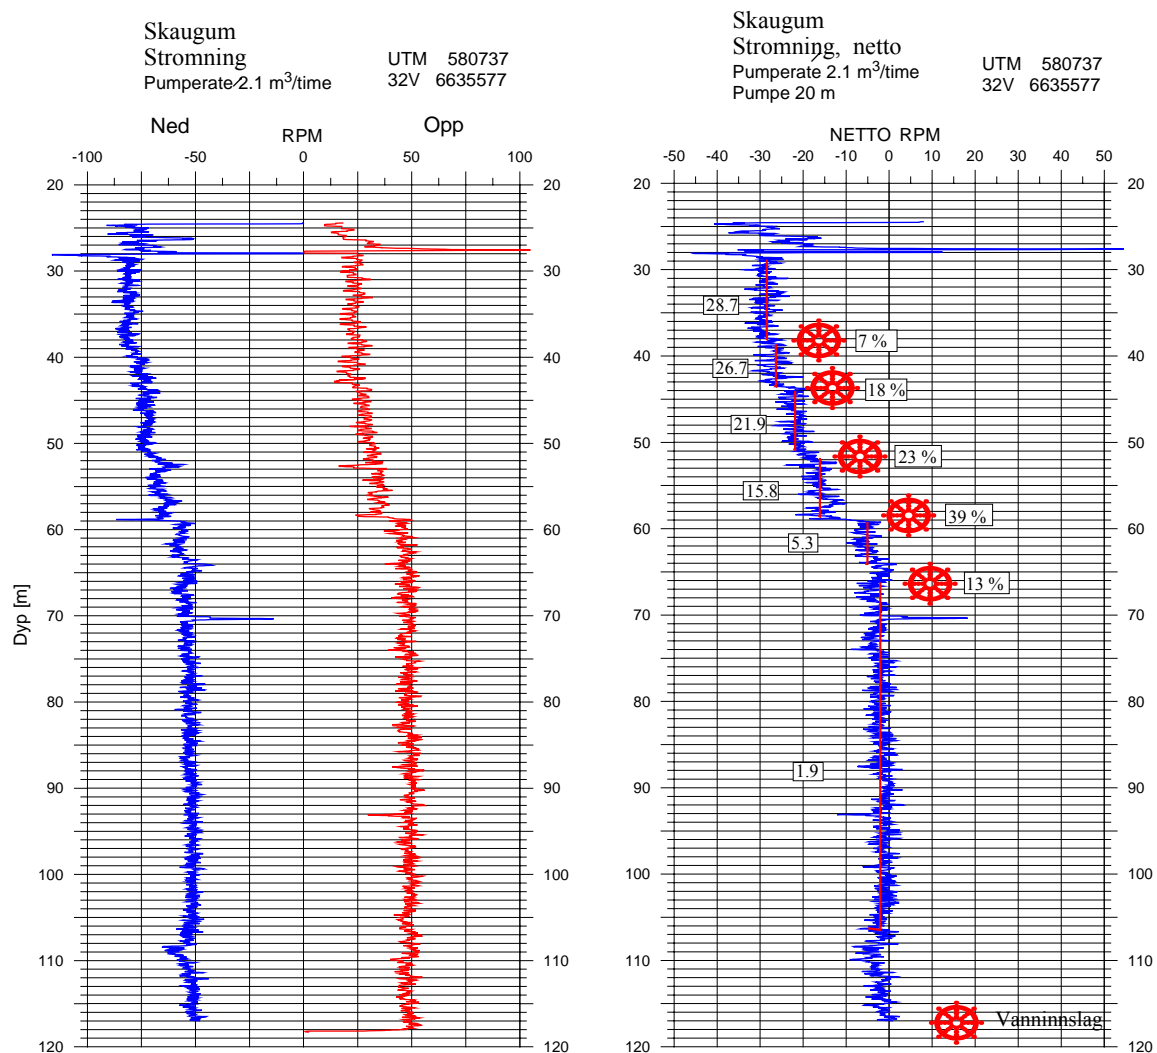 Skaugum
Stromning
Pumperate 2.1 m³/time
UTM 580737
32V 6635577
Ned
RPM
Opp
-100 -75 -50 -25 0 25 50 75 100
20 20
30 30
40 40
50 50
60 60
70 70
80 80
90 90
100 100
110 110
120 120
Dyp [m]
Skaugum
Stromning, netto
Pumperate 2.1 m³/time
Pumpe 20 m
UTM 580737
32V 6635577
NETTO RPM
-50 -40 -30 -20 -10 0 10 20 30 40 50
20 20
30 30
28.7
7 %
40 40
26.7
18 %
21.9
50 50
23 %
15.8
39 %
60 60
5.3
13 %
70 70
80 80
1.9
90 90
100 100
110 110
Vanninnslag
120 120